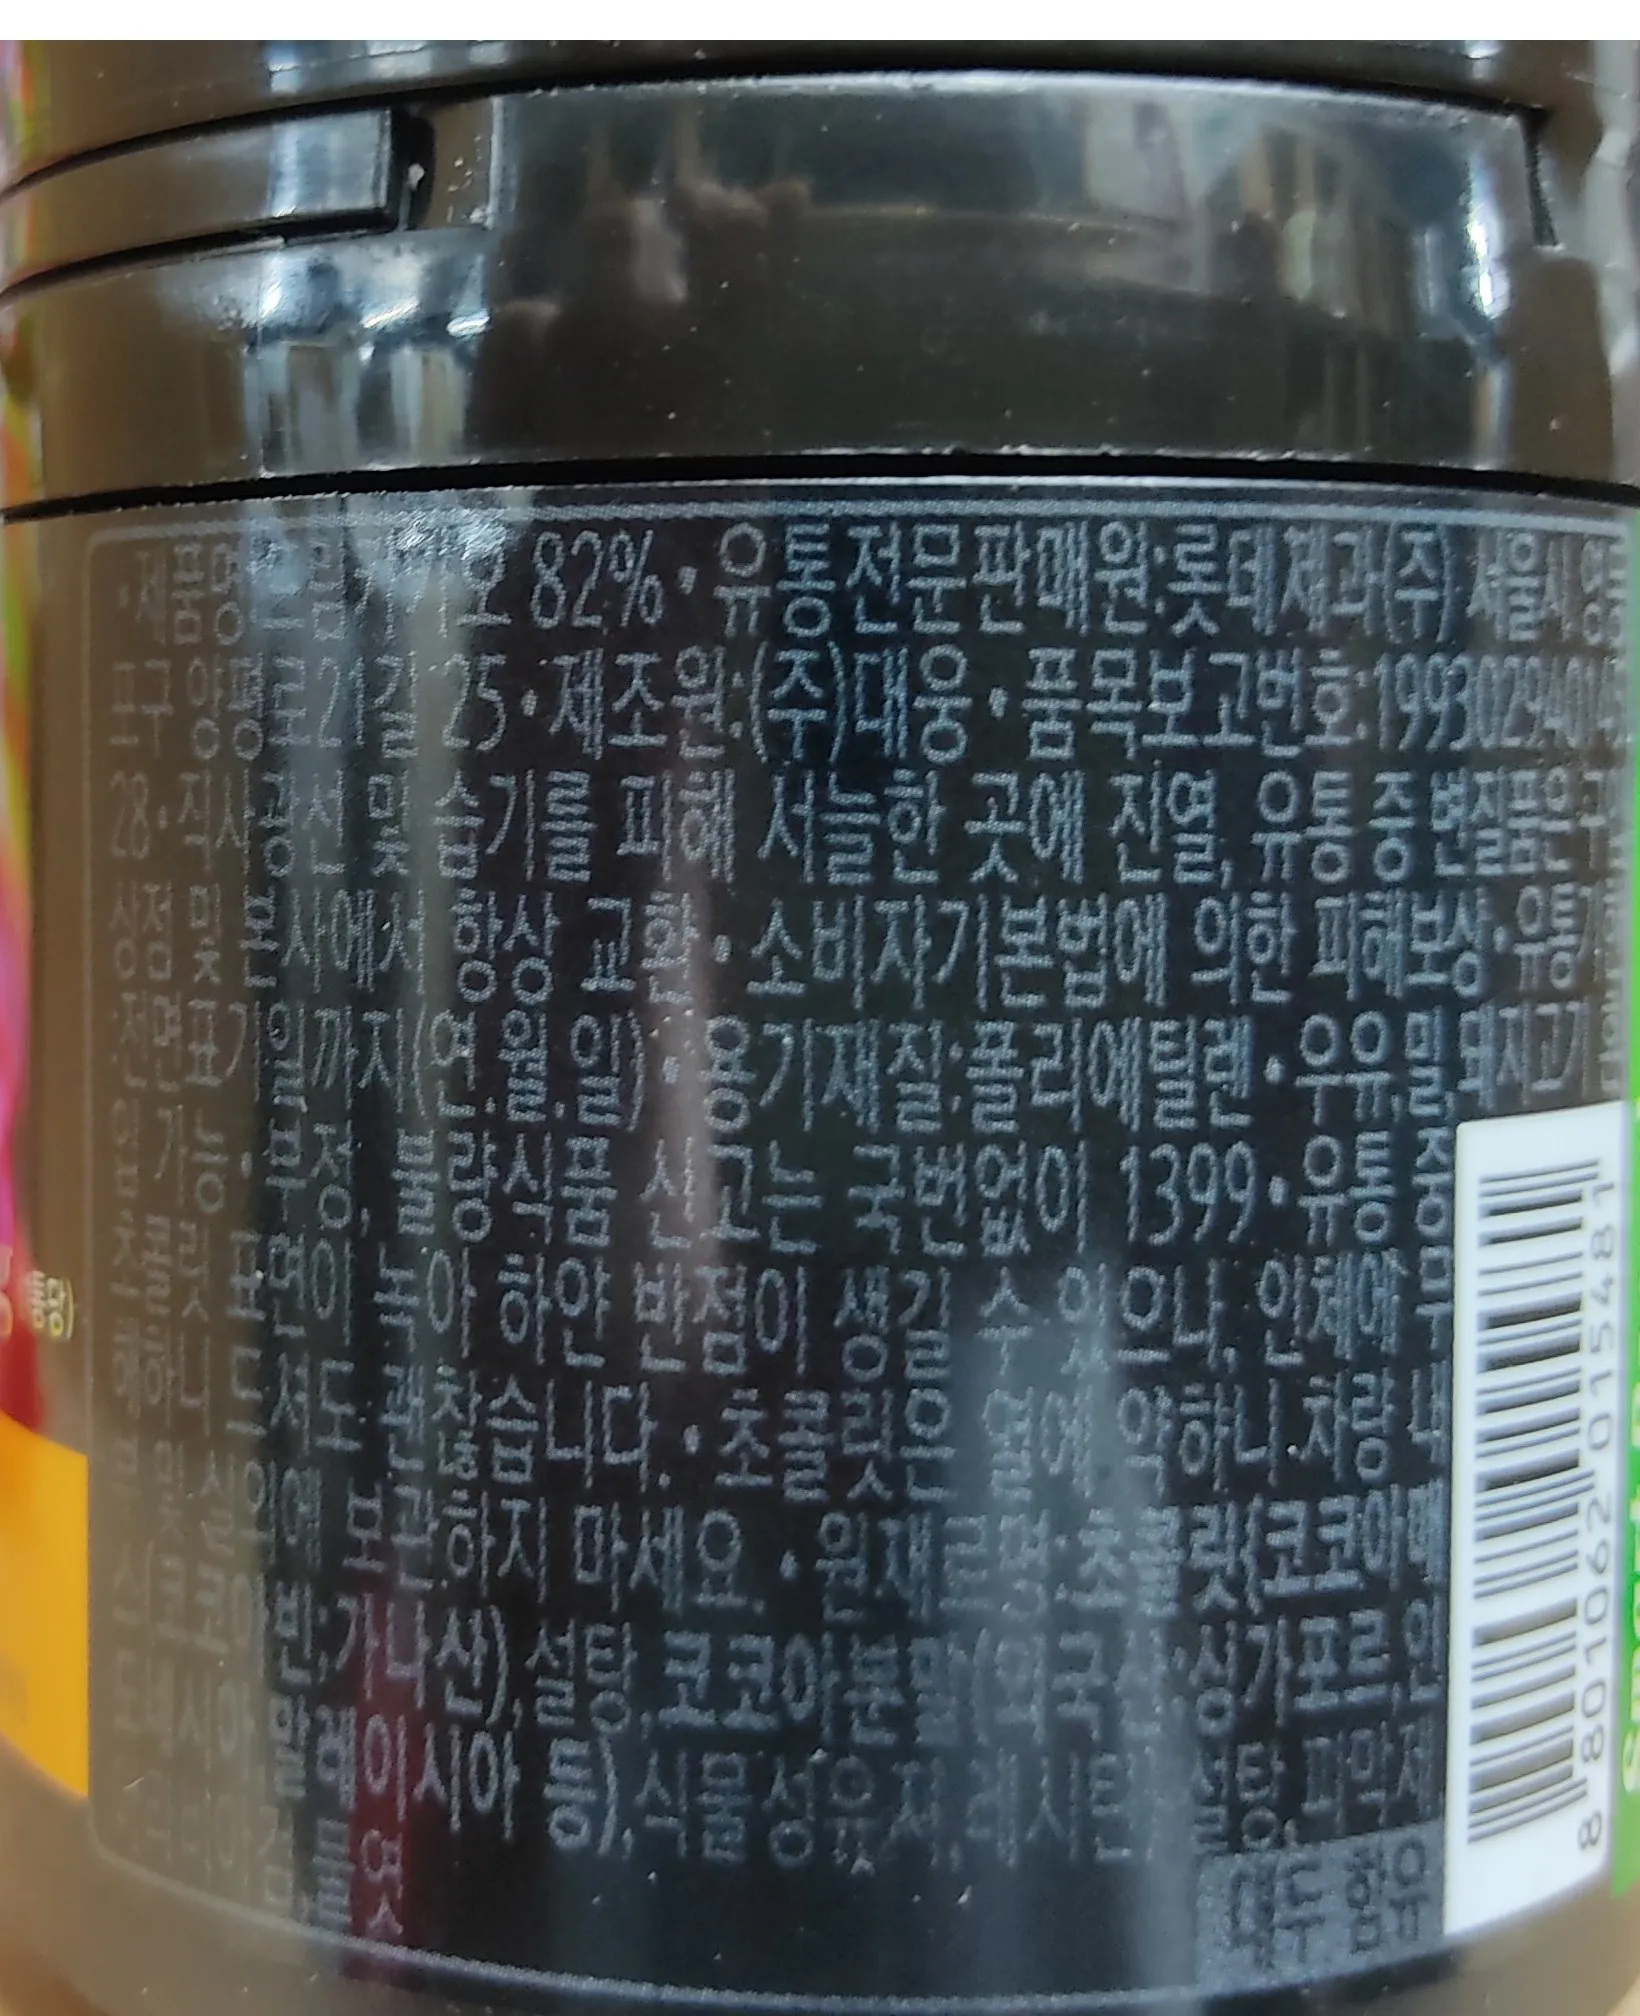 ·제품명:드림카카오 82%·유통전문판매원:롯데제과(주) 서울시 영등
포구 양평로21길 25·제조원:(주)대웅·품목보고번호:199302940
28·직사광선 및 습기를 피해 서늘한 곳에 진열, 유통 중 변질품은 구
상점 및 본사에서 항상 교환·소비자기본법에 의한 피해보상·유통기
:전면표기일까지(연.월.일)·용기재질:폴리에틸렌·우유,밀,돼지고기
입 가능·부정, 불량식품 신고는 국번없이 1399·유통 중
초콜릿 표면이 녹아 하얀 반점이 생길 수 있으나, 인체에 무
해하니 드셔도 괜찮습니다.·초콜릿은 열에 약하니 차량 내
부 및 실외에 보관하지 마세요.·원재료명:초콜릿{코코아매
스(코코아빈:가나산),설탕,코코아분말(외국산:싱가포르,인
도네시아,말레이시아 등),식물성유지,레시틴 설탕,피막제
대두 함유
통당)
8 801062 015481